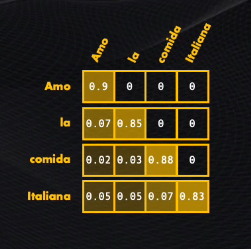 Amo la comida Italiana
Amo 0.9 0 0 0
la 0.07 0.85 0 0
comida 0.02 0.03 0.88 0
Italiana 0.05 0.05 0.07 0.83